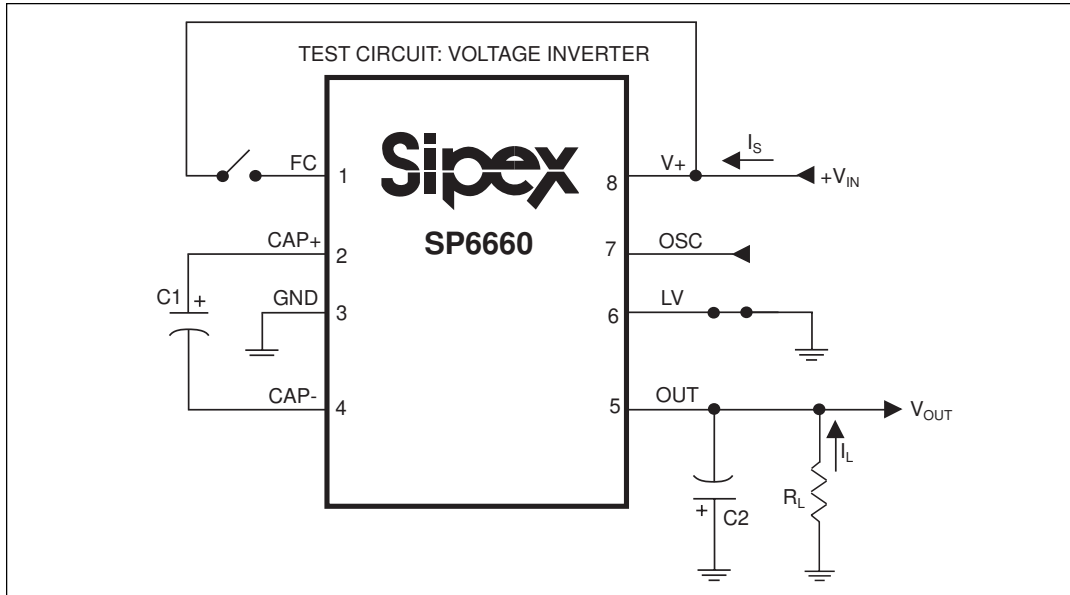 TEST CIRCUIT: VOLTAGE INVERTER
Sipex
SP6660
FC
1
CAP+
2
C1
+
GND
3
CAP-
4
V+
8
I_S
+V_IN
OSC
7
LV
6
OUT
5
V_OUT
I_L
R_L
+
C2